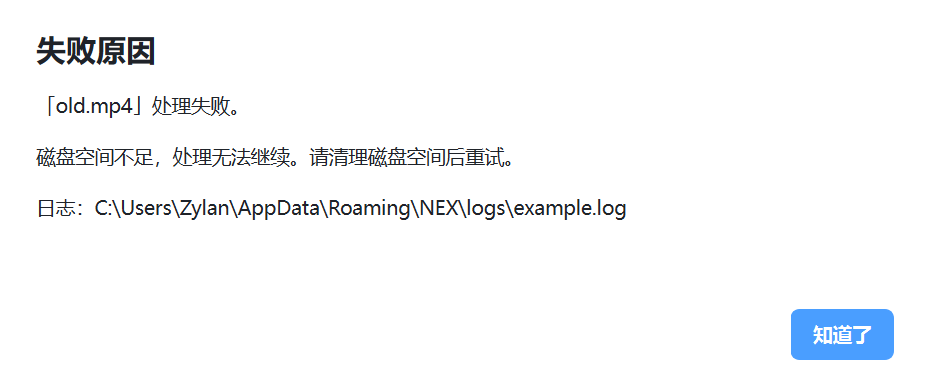 失败原因
「old.mp4」处理失败。
磁盘空间不足，处理无法继续。请清理磁盘空间后重试。
日志：C:\Users\Zylan\AppData\Roaming\NEX\logs\example.log
知道了